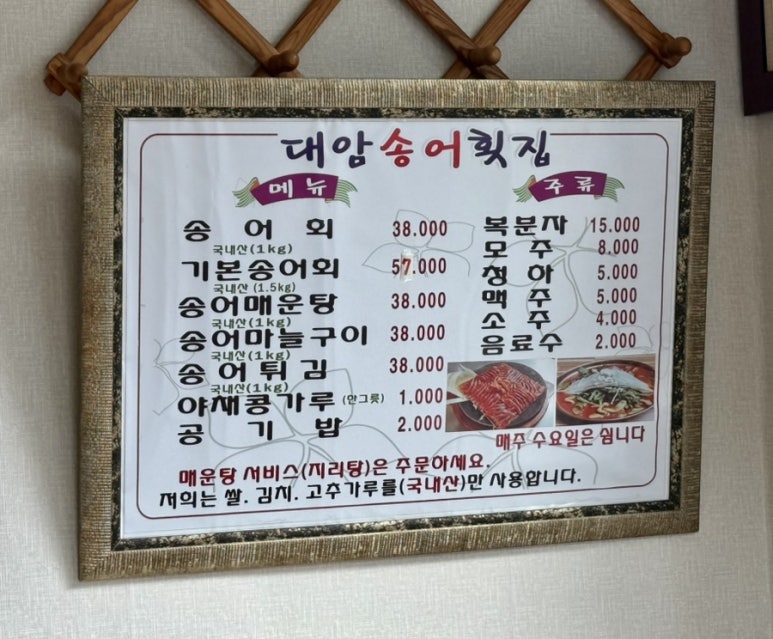 대암송어횟집
메뉴
송어회 38.000
국내산(1kg)
기본송어회 57.000
국내산(1.5kg)
송어매운탕 38.000
국내산(1kg)
송어마늘구이 38.000
국내산(1kg)
송어튀김 38.000
국내산(1kg)
야채콩가루(한그릇) 1.000
공기밥 2.000
주류
복분자 15.000
모주 8.000
청하 5.000
맥주 5.000
소주 4.000
음료수 2.000
매주 수요일은 쉽니다
매운탕 서비스(지리탕)은 주문하세요.
저희는 쌀. 김치. 고추가루를(국내산)만 사용합니다.